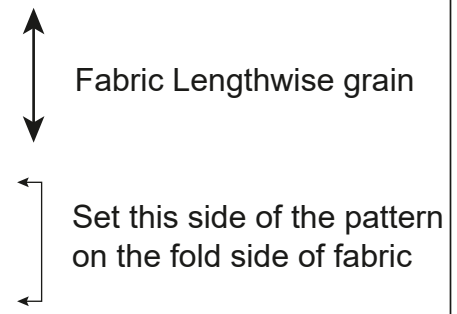 Fabric Lengthwise grain
Set this side of the pattern
on the fold side of fabric